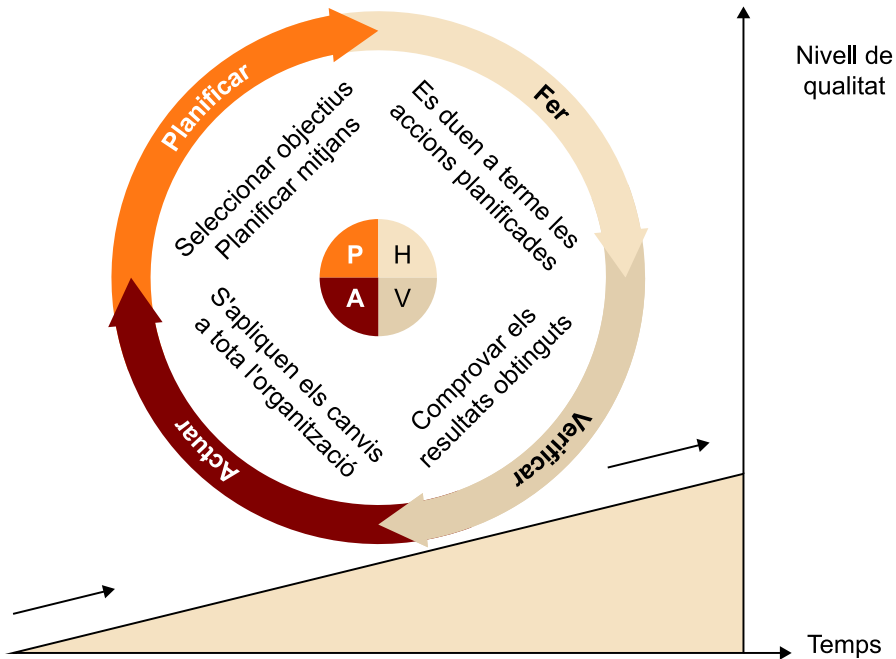 Nivell de
qualitat
Planificar
Fer
Seleccionar objectius
Planificar mitjans
Es duen a terme les
accions planificades
P
H
A
V
S'apliquen els canvis
a tota l'organització
Comprovar els
resultats obtinguts
Actuar
Verificar
Temps